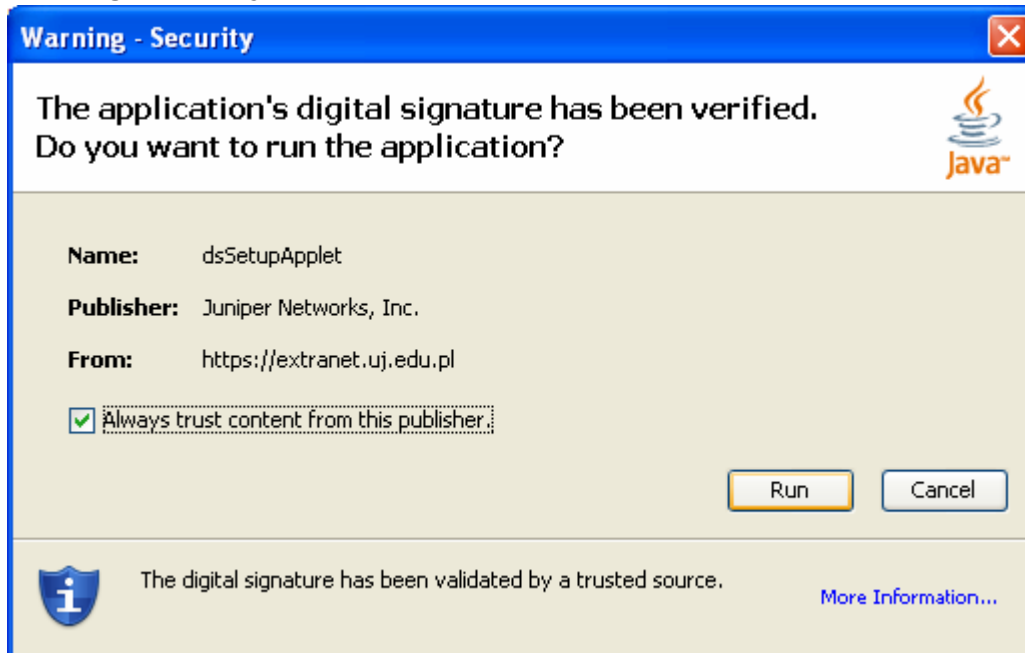 Warning - Security
The application's digital signature has been verified.
Do you want to run the application?
Java™
Name: dsSetupApplet
Publisher: Juniper Networks, Inc.
From: https://extranet.uj.edu.pl
Always trust content from this publisher.
Run Cancel
The digital signature has been validated by a trusted source.
More Information...